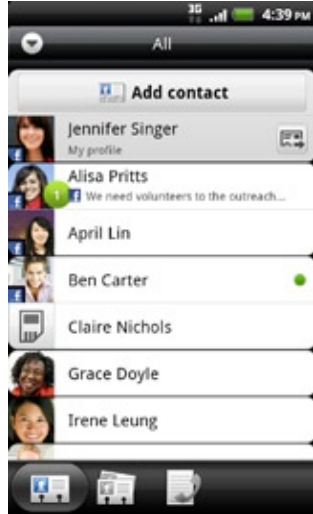 3G 4:39 PM
All
Add contact
Jennifer Singer
My profile
Alisa Pritts
1
We need volunteers to the outreach...
April Lin
Ben Carter
Claire Nichols
Grace Doyle
Irene Leung